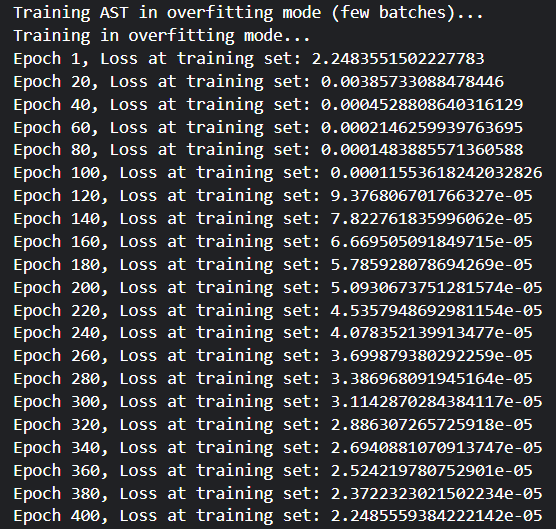 Training AST in overfitting mode (few batches)...
Training in overfitting mode...
Epoch 1, Loss at training set: 2.2483551502227783
Epoch 20, Loss at training set: 0.00385733088478446
Epoch 40, Loss at training set: 0.0004528808640316129
Epoch 60, Loss at training set: 0.0002146259939763695
Epoch 80, Loss at training set: 0.0001483885571360588
Epoch 100, Loss at training set: 0.00011553618242032826
Epoch 120, Loss at training set: 9.376806701766327e-05
Epoch 140, Loss at training set: 7.822761835996062e-05
Epoch 160, Loss at training set: 6.669505091849715e-05
Epoch 180, Loss at training set: 5.785928078694269e-05
Epoch 200, Loss at training set: 5.0930673751281574e-05
Epoch 220, Loss at training set: 4.5357948692981154e-05
Epoch 240, Loss at training set: 4.078352139913477e-05
Epoch 260, Loss at training set: 3.699879380292259e-05
Epoch 280, Loss at training set: 3.386968091945164e-05
Epoch 300, Loss at training set: 3.1142870284384117e-05
Epoch 320, Loss at training set: 2.886307265725918e-05
Epoch 340, Loss at training set: 2.6940881070913747e-05
Epoch 360, Loss at training set: 2.524219780752901e-05
Epoch 380, Loss at training set: 2.3722323021502234e-05
Epoch 400, Loss at training set: 2.2485559384222142e-05